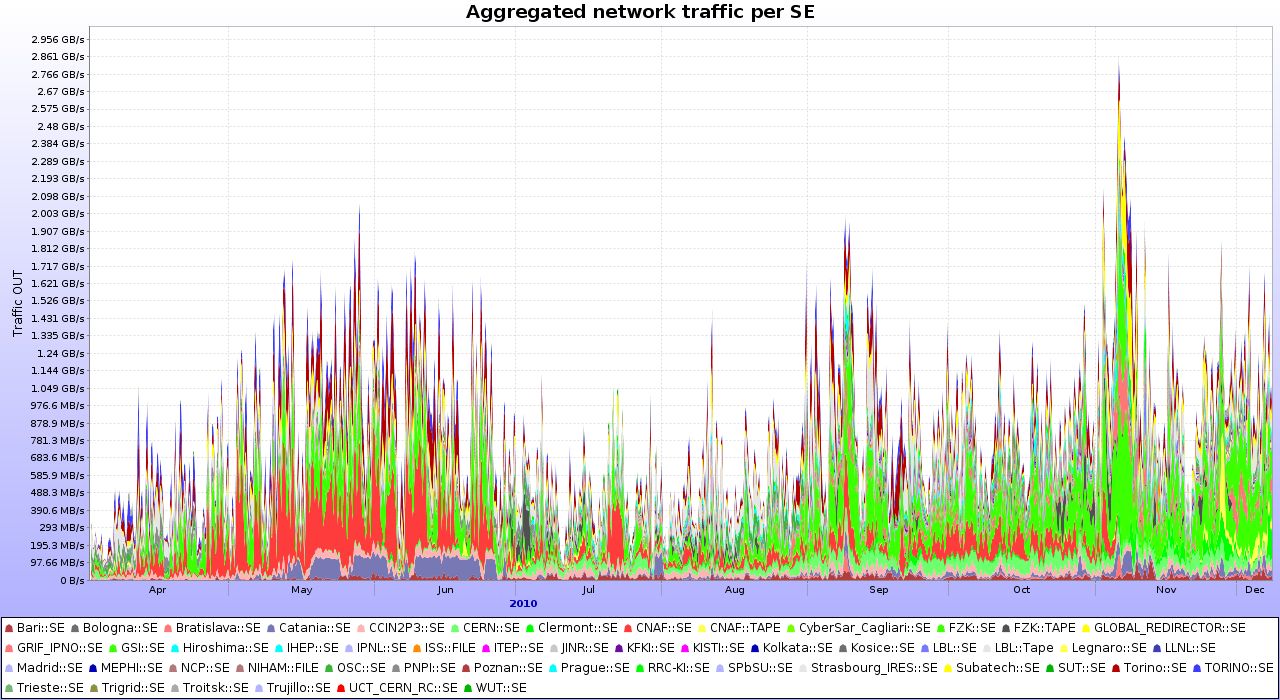 Aggregated network traffic per SE
2.956 GB/s
2.861 GB/s
2.766 GB/s
2.67 GB/s
2.575 GB/s
2.48 GB/s
2.384 GB/s
2.289 GB/s
2.193 GB/s
2.098 GB/s
2.003 GB/s
1.907 GB/s
1.812 GB/s
1.717 GB/s
1.621 GB/s
1.526 GB/s
1.431 GB/s
1.335 GB/s
1.24 GB/s
1.144 GB/s
1.049 GB/s
976.6 MB/s
878.9 MB/s
781.3 MB/s
683.6 MB/s
585.9 MB/s
488.3 MB/s
390.6 MB/s
293 MB/s
195.3 MB/s
97.66 MB/s
0 B/s
Traffic OUT
Apr May Jun Jul Aug Sep Oct Nov Dec
2010
Bari::SE Bologna::SE Bratislava::SE Catania::SE CCIN2P3::SE CERN::SE Clermont::SE CNAF::SE CNAF::TAPE CyberSar_Cagliari::SE FZK::SE FZK::TAPE GLOBAL_REDIRECTOR::SE
GRIF_IPNO::SE GSI::SE Hiroshima::SE IHEP::SE IPNL::SE ISS::FILE ITEP::SE JINR::SE KFKI::SE KISTI::SE Kolkata::SE Kosice::SE LBL::SE LBL::Tape Legnaro::SE LLNL::SE
Madrid::SE MEPHI::SE NCP::SE NIHAM::FILE OSC::SE PNPI::SE Poznan::SE Prague::SE RRC-KI::SE SPbSU::SE Strasbourg_IRES::SE Subatech::SE SUT::SE Torino::SE TORINO::SE
Trieste::SE Trigrid::SE Troitsk::SE Trujillo::SE UCT_CERN_RC::SE WUT::SE